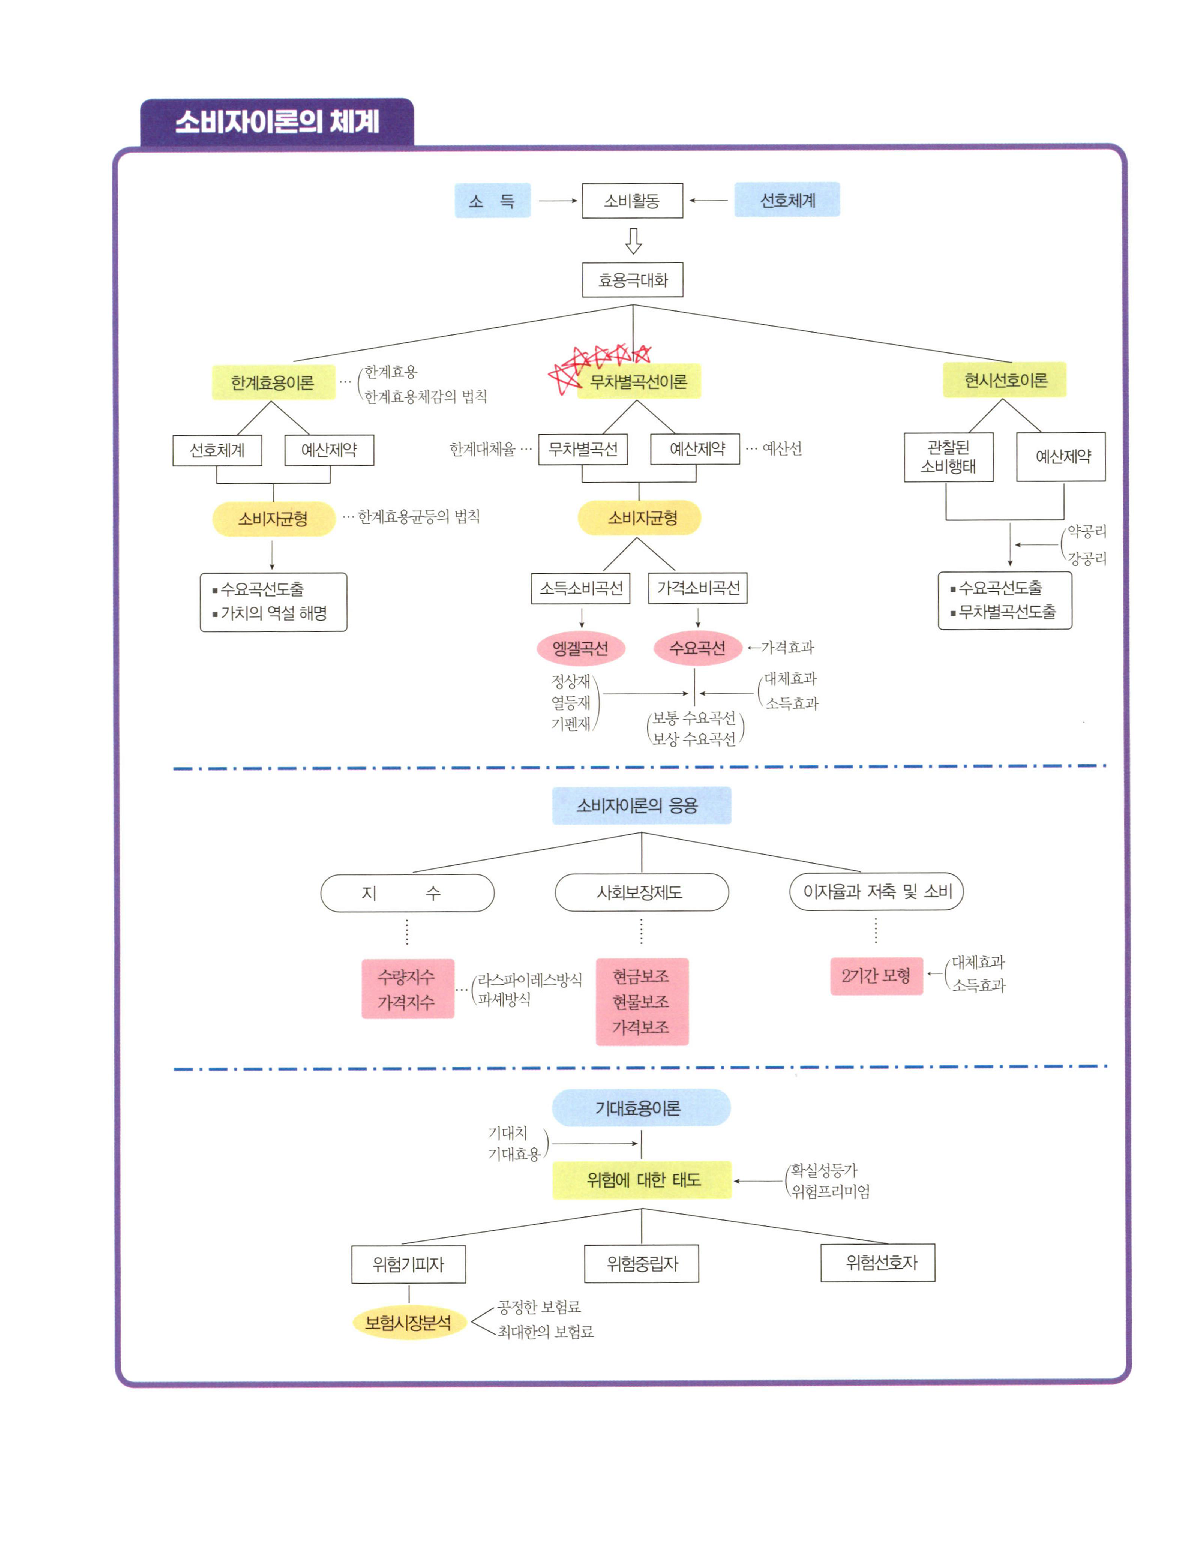 소비자이론의 체계
소 득
소비활동
선호체계
효용극대화
한계효용이론
… 한계효용
한계효용체감의 법칙
무차별곡선이론
현시선호이론
선호체계
예산제약
한계대체율 …
무차별곡선
예산제약
… 예산선
관찰된
소비행태
예산제약
소비자균형
… 한계효용균등의 법칙
소비자균형
약공리
강공리
▪ 수요곡선도출
▪ 가치의 역설 해명
소득소비곡선
가격소비곡선
▪ 수요곡선도출
▪ 무차별곡선도출
엥겔곡선
수요곡선
←가격효과
정상재
열등재
기펜재
대체효과
소득효과
보통 수요곡선
보상 수요곡선
소비자이론의 응용
지 수
사회보장제도
이자율과 저축 및 소비
수량지수
가격지수
… 라스파이레스방식
파셰방식
현금보조
현물보조
가격보조
2기간 모형
대체효과
소득효과
기대효용이론
기대치
기대효용
위험에 대한 태도
확실성등가
위험프리미엄
위험기피자
위험중립자
위험선호자
보험시장분석
공정한 보험료
최대한의 보험료